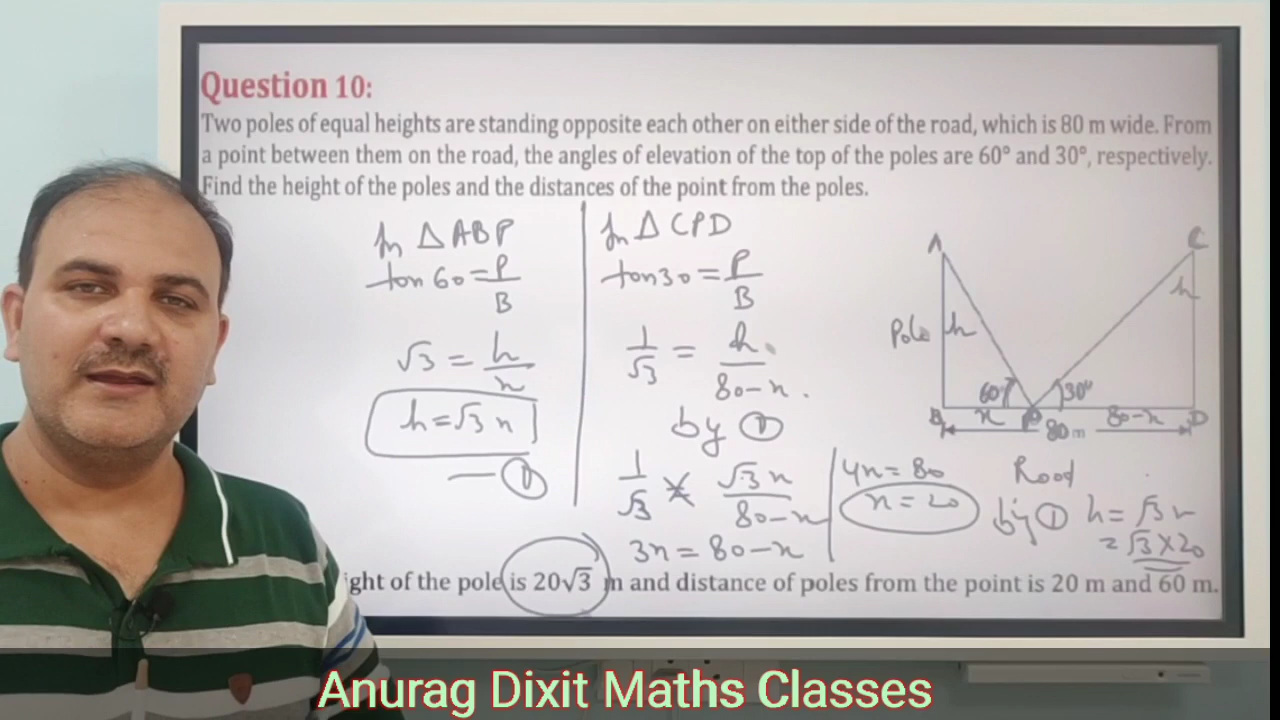 Question 10:
Two poles of equal heights are standing opposite each other on either side of the road, which is 80 m wide. From
a point between them on the road, the angles of elevation of the top of the poles are 60° and 30°, respectively.
Find the height of the poles and the distances of the point from the poles.
In Δ ABP
tan 60 = P/B
√3 = h/x
h = √3 x
— ①
In Δ CPD
tan 30 = P/B
1/√3 = h/80-x
by ①
1/√3 = √3 x/80-x
3x = 80-x
4x = 80
x = 20
by ① h = √3 x
= √3 × 20
A
C
Pole h
h
60°
30°
B x P 80-x D
80 m
Road
ight of the pole is 20√3 m and distance of poles from the point is 20 m and 60 m.
Anurag Dixit Maths Classes